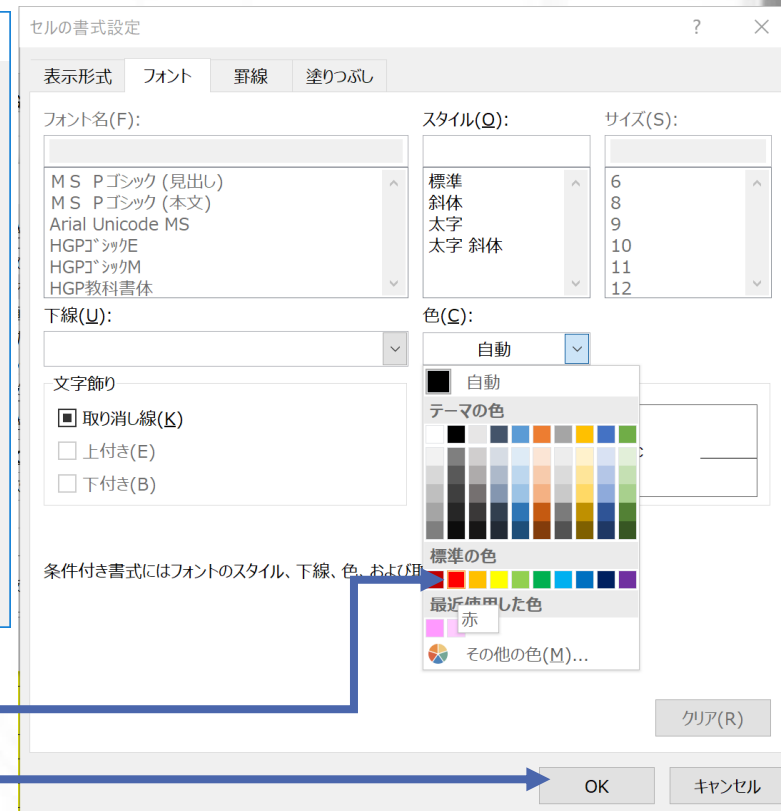 セルの書式設定
?
表示形式 フォント 罫線 塗りつぶし
フォント名(F): スタイル(O): サイズ(S):
ＭＳ Ｐゴシック (見出し) 標準 6
ＭＳ Ｐゴシック (本文) 斜体 8
Arial Unicode MS 太字 9
HGPｺﾞｼｯｸE 太字 斜体 10
HGPｺﾞｼｯｸM 11
HGP教科書体 12
下線(U): 色(C):
自動
文字飾り
自動
テーマの色
取り消し線(K)
上付き(E)
下付き(B)
標準の色
条件付き書式にはフォントのスタイル、下線、色、および取
最近使用した色
赤
その他の色(M)...
クリア(R)
OK キャンセル